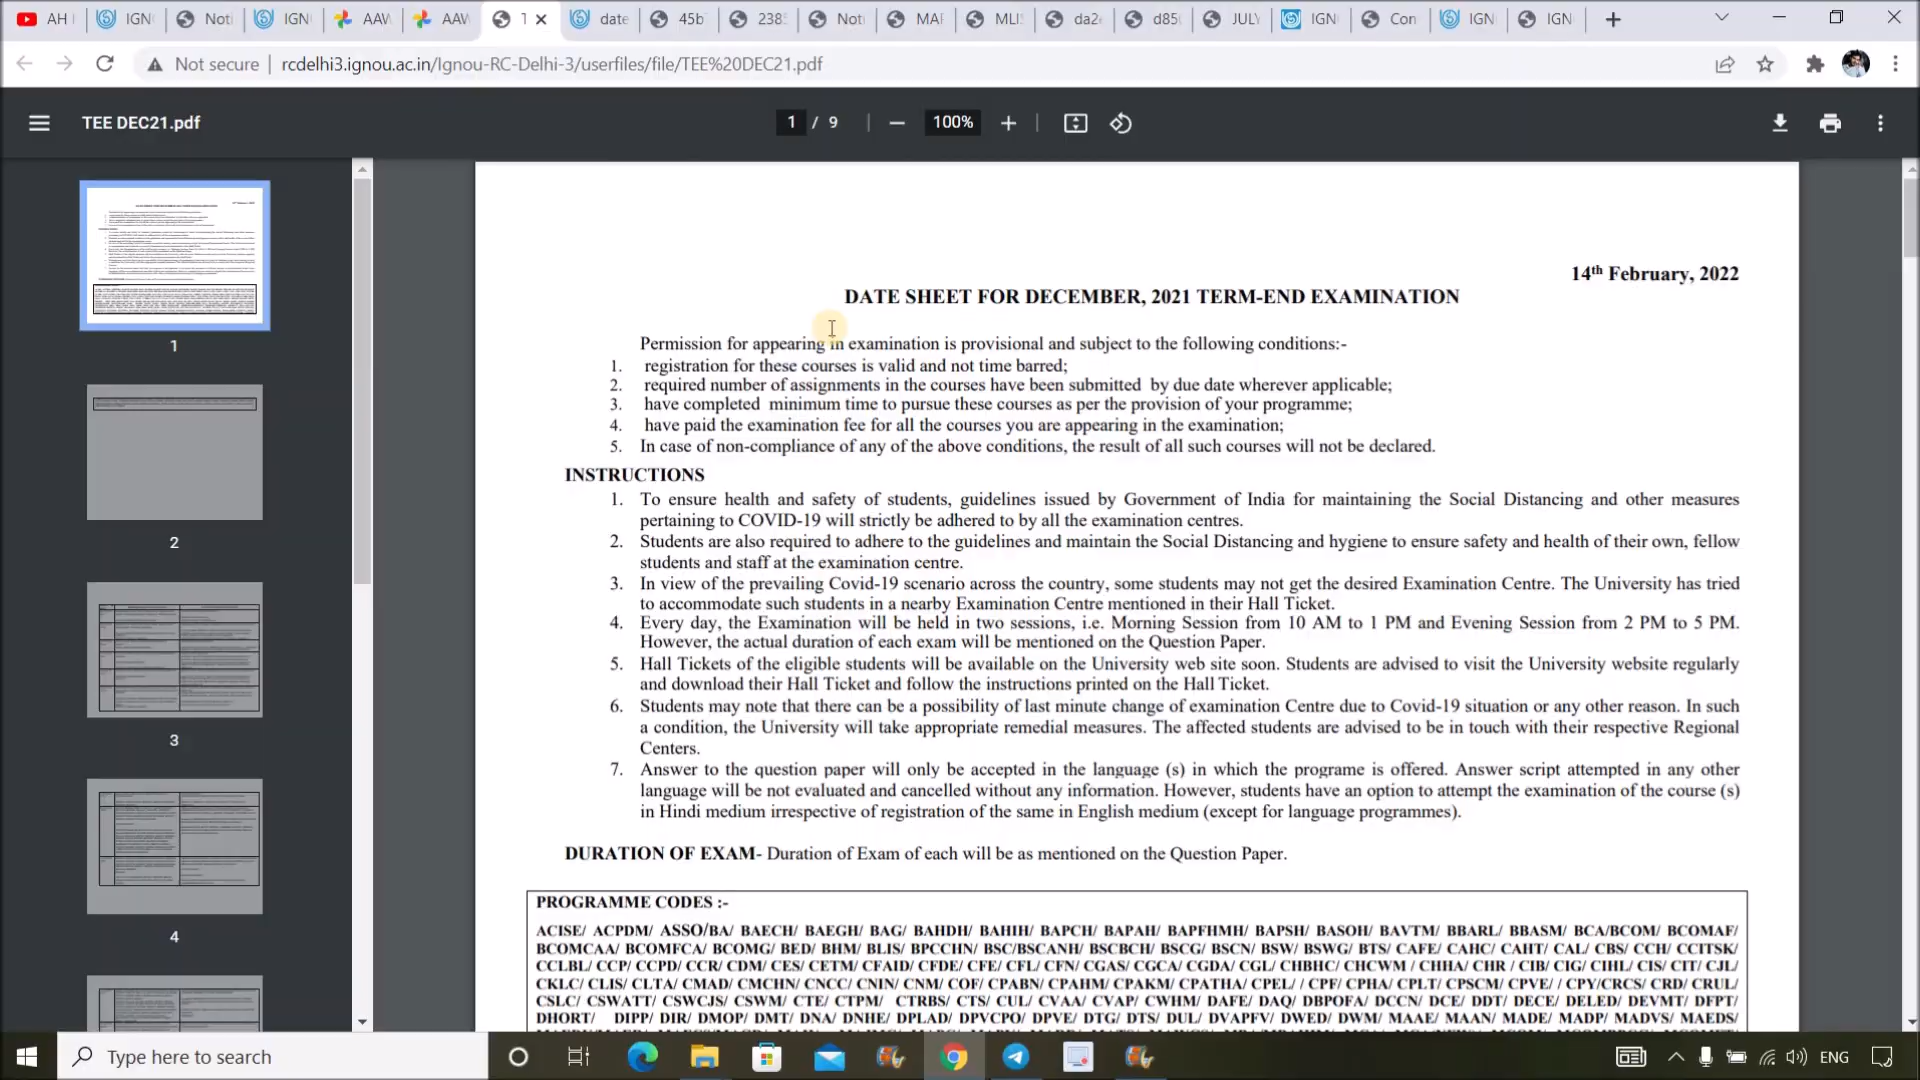 AH I
IGN
Noti
IGN
AAW
AAW
T
date
45b
238
Not
MAI
MLI
da2
d85
JULY
IGN
Con
IGN
IGN
Not secure | rcdelhi3.ignou.ac.in/Ignou-RC-Delhi-3/userfiles/file/TEE%20DEC21.pdf
TEE DEC21.pdf
1 / 9
100%
1
2
3
4
14th February, 2022
DATE SHEET FOR DECEMBER, 2021 TERM-END EXAMINATION
Permission for appearing in examination is provisional and subject to the following conditions:-
1. registration for these courses is valid and not time barred;
2. required number of assignments in the courses have been submitted by due date wherever applicable;
3. have completed minimum time to pursue these courses as per the provision of your programme;
4. have paid the examination fee for all the courses you are appearing in the examination;
5. In case of non-compliance of any of the above conditions, the result of all such courses will not be declared.
INSTRUCTIONS
1. To ensure health and safety of students, guidelines issued by Government of India for maintaining the Social Distancing and other measures
pertaining to COVID-19 will strictly be adhered to by all the examination centres.
2. Students are also required to adhere to the guidelines and maintain the Social Distancing and hygiene to ensure safety and health of their own, fellow
students and staff at the examination centre.
3. In view of the prevailing Covid-19 scenario across the country, some students may not get the desired Examination Centre. The University has tried
to accommodate such students in a nearby Examination Centre mentioned in their Hall Ticket.
4. Every day, the Examination will be held in two sessions, i.e. Morning Session from 10 AM to 1 PM and Evening Session from 2 PM to 5 PM.
However, the actual duration of each exam will be mentioned on the Question Paper.
5. Hall Tickets of the eligible students will be available on the University web site soon. Students are advised to visit the University website regularly
and download their Hall Ticket and follow the instructions printed on the Hall Ticket.
6. Students may note that there can be a possibility of last minute change of examination Centre due to Covid-19 situation or any other reason. In such
a condition, the University will take appropriate remedial measures. The affected students are advised to be in touch with their respective Regional
Centers.
7. Answer to the question paper will only be accepted in the language (s) in which the programe is offered. Answer script attempted in any other
language will be not evaluated and cancelled without any information. However, students have an option to attempt the examination of the course (s)
in Hindi medium irrespective of registration of the same in English medium (except for language programmes).
DURATION OF EXAM- Duration of Exam of each will be as mentioned on the Question Paper.
PROGRAMME CODES :-
ACISE/ ACPDM/ ASSO/BA/ BAECH/ BAEGH/ BAG/ BAHDH/ BAHIH/ BAPCH/ BAPAH/ BAPFHMH/ BAPSH/ BASOH/ BAVTM/ BBARL/ BBASM/ BCA/BCOM/ BCOMAF/
BCOMCAA/ BCOMFCA/ BCOMG/ BED/ BHM/ BLIS/ BPCCHN/ BSC/BSCANH/ BSCBCH/ BSCG/ BSCN/ BSW/ BSWG/ BTS/ CAFE/ CAHC/ CAHT/ CAL/ CBS/ CCH/ CCITSK/
CCLBL/ CCP/ CCPD/ CCR/ CDM/ CES/ CETM/ CFAID/ CFDE/ CFE/ CFL/ CFN/ CGAS/ CGCA/ CGDA/ CGL/ CHBHC/ CHCWM / CHHA/ CHR / CIB/ CIG/ CIHL/ CIS/ CIT/ CJL/
CKLC/ CLIS/ CLTA/ CMAD/ CMCHN/ CNCC/ CNIN/ CNM/ COF/ CPABN/ CPAHM/ CPAKM/ CPATHA/ CPEL/ / CPF/ CPHA/ CPLT/ CPSCM/ CPVE/ / CPY/CRCS/ CRD/ CRUL/
CSLC/ CSWATT/ CSWCJS/ CSWM/ CTE/ CTPM/ CTRBS/ CTS/ CUL/ CVAA/ CVAP/ CWHM/ DAFE/ DAQ/ DBPOFA/ DCCN/ DCE/ DDT/ DECE/ DELED/ DEVMT/ DFPT/
DHORT/ DIPP/ DIR/ DMOP/ DMT/ DNA/ DNHE/ DPLAD/ DPVCPO/ DPVE/ DTG/ DTS/ DUL/ DVAPFV/ DWED/ DWM/ MAAE/ MAAN/ MADE/ MADP/ MADVS/ MAEDS/
Type here to search
ENG